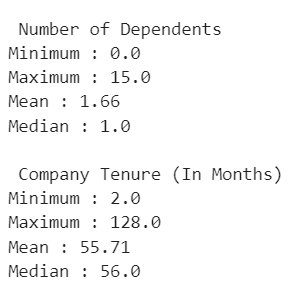 Number of Dependents
Minimum : 0.0
Maximum : 15.0
Mean : 1.66
Median : 1.0
Company Tenure (In Months)
Minimum : 2.0
Maximum : 128.0
Mean : 55.71
Median : 56.0